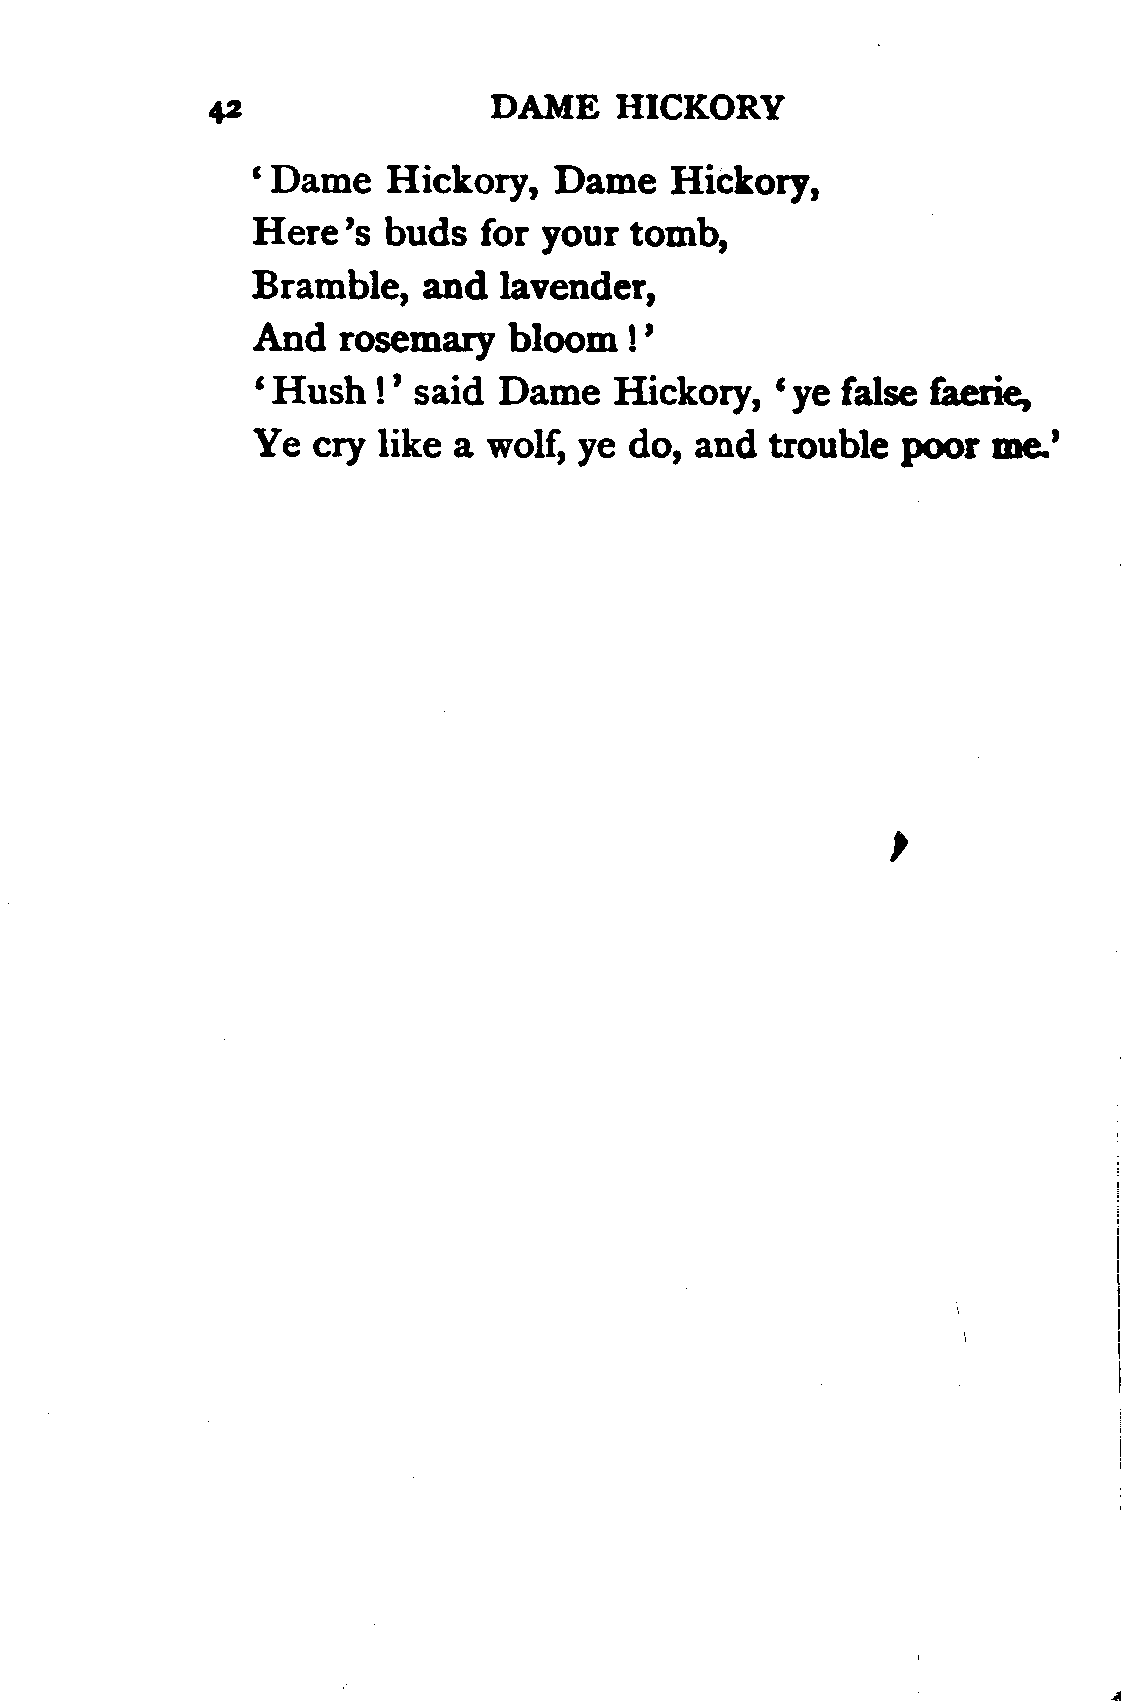 42 DAME HICKORY
‘Dame Hickory, Dame Hickory,
Here’s buds for your tomb,
Bramble, and lavender,
And rosemary bloom!’
‘Hush!’ said Dame Hickory, ‘ye false faerie,
Ye cry like a wolf, ye do, and trouble poor me.’